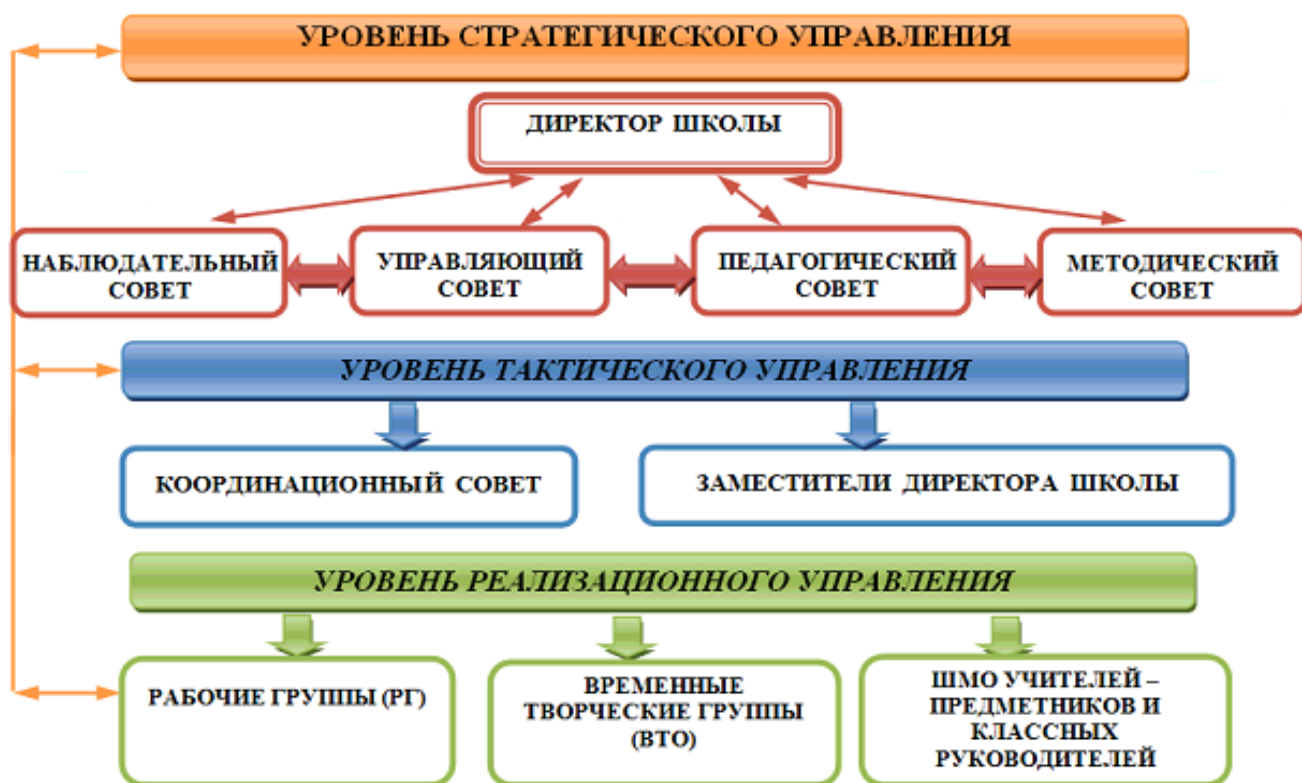 УРОВЕНЬ СТРАТЕГИЧЕСКОГО УПРАВЛЕНИЯ
ДИРЕКТОР ШКОЛЫ
НАБЛЮДАТЕЛЬНЫЙ
СОВЕТ
УПРАВЛЯЮЩИЙ
СОВЕТ
ПЕДАГОГИЧЕСКИЙ
СОВЕТ
МЕТОДИЧЕСКИЙ
СОВЕТ
УРОВЕНЬ ТАКТИЧЕСКОГО УПРАВЛЕНИЯ
КООРДИНАЦИОННЫЙ СОВЕТ
ЗАМЕСТИТЕЛИ ДИРЕКТОРА ШКОЛЫ
УРОВЕНЬ РЕАЛИЗАЦИОННОГО УПРАВЛЕНИЯ
РАБОЧИЕ ГРУППЫ (РГ)
ВРЕМЕННЫЕ
ТВОРЧЕСКИЕ ГРУППЫ
(ВТО)
ШМО УЧИТЕЛЕЙ –
ПРЕДМЕТНИКОВ И
КЛАССНЫХ
РУКОВОДИТЕЛЕЙ